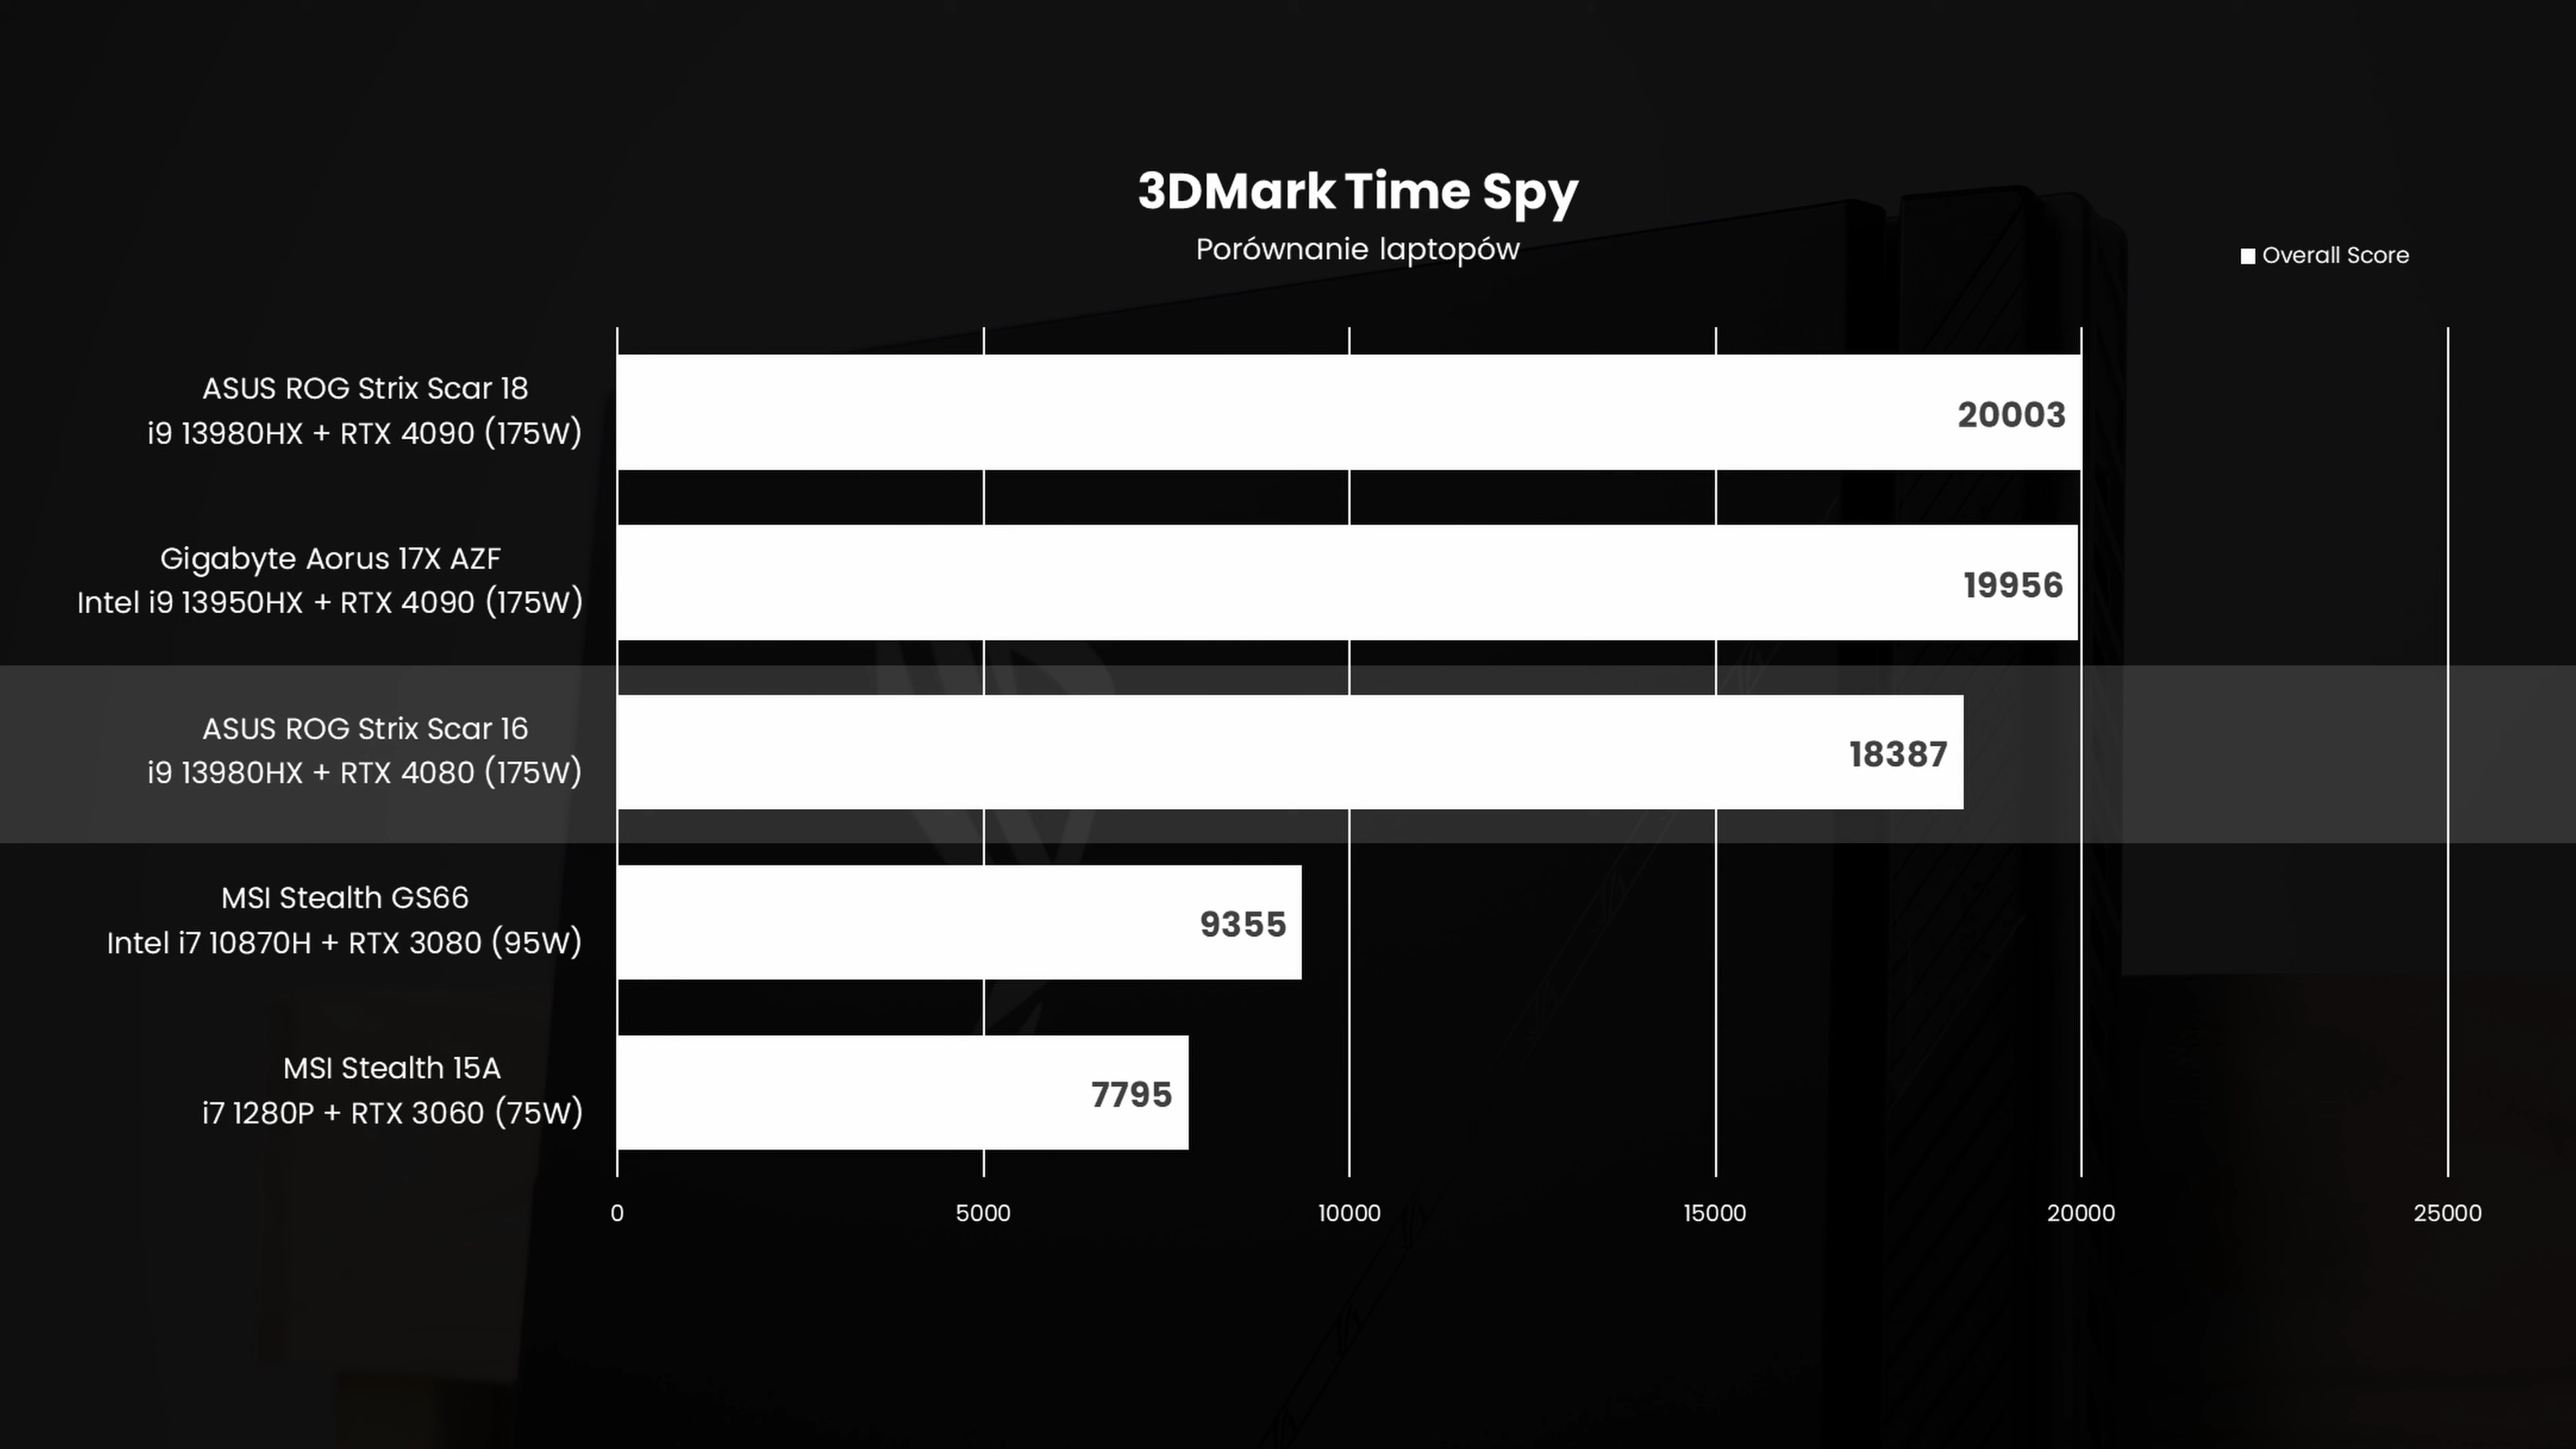 3DMark Time Spy
Porównanie laptopów
Overall Score
ASUS ROG Strix Scar 18
i9 13980HX + RTX 4090 (175W)
20003
Gigabyte Aorus 17X AZF
Intel i9 13950HX + RTX 4090 (175W)
19956
ASUS ROG Strix Scar 16
i9 13980HX + RTX 4080 (175W)
18387
MSI Stealth GS66
Intel i7 10870H + RTX 3080 (95W)
9355
MSI Stealth 15A
i7 1280P + RTX 3060 (75W)
7795
0 5000 10000 15000 20000 25000